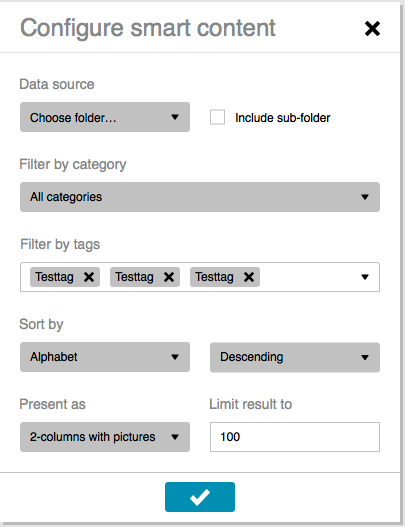 Configure smart content
Data source
Choose folder... Include sub-folder
Filter by category
All categories
Filter by tags
Testtag Testtag Testtag
Sort by
Alphabet Descending
Present as Limit result to
2-columns with pictures 100